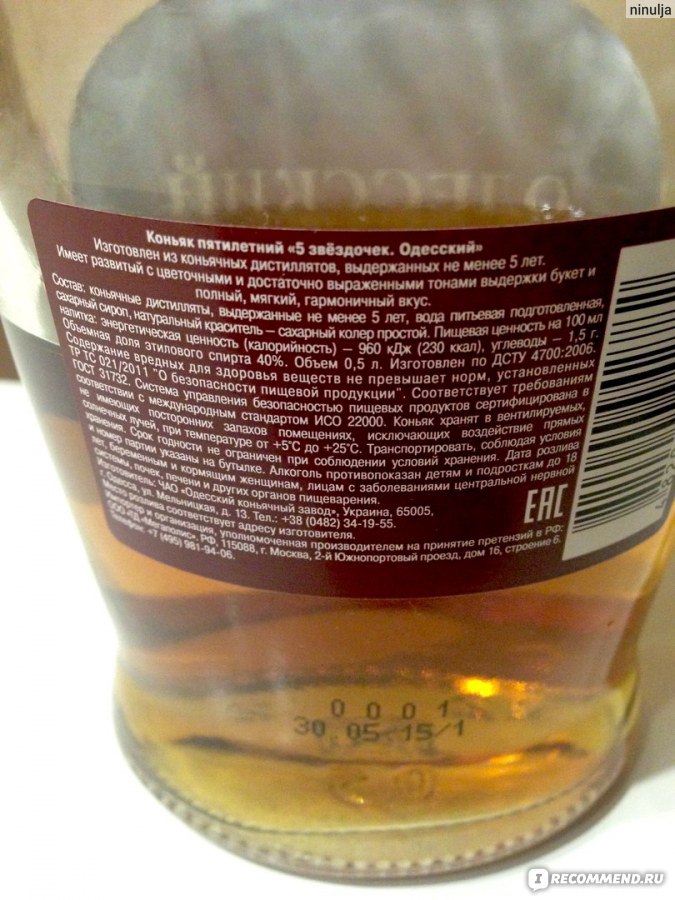 ninulja
Коньяк пятилетний «5 звёздочек. Одесский»
Изготовлен из коньячных дистиллятов, выдержанных не менее 5 лет.
Имеет развитый с цветочными и достаточно выраженными тонами выдержки букет и
полный, мягкий, гармоничный вкус.
Состав: коньячные дистилляты, выдержанные не менее 5 лет, вода питьевая подготовленная,
сахарный сироп, натуральный краситель – сахарный колер простой. Пищевая ценность на 100 мл
напитка: энергетическая ценность (калорийность) – 960 кДж (230 ккал), углеводы – 1,5 г.
Объемная доля этилового спирта 40%. Объем 0,5 л. Изготовлен по ДСТУ 4700:2006.
Содержание вредных для здоровья веществ не превышает норм, установленных
ТР ТС 021/2011 "О безопасности пищевой продукции". Соответствует требованиям
ГОСТ 31732. Система управления безопасностью пищевых продуктов сертифицирована в
соответствии с международным стандартом ИСО 22000. Коньяк хранят в вентилируемых,
не имеющих посторонних запахов помещениях, исключающих воздействие прямых
солнечных лучей, при температуре от +5°С до +25°С. Транспортировать, соблюдая условия
хранения. Срок годности не ограничен при соблюдении условий хранения. Дата розлива
и номер партии указаны на бутылке. Алкоголь противопоказан детям и подросткам до 18
лет, беременным и кормящим женщинам, лицам с заболеваниями центральной нервной
системы, почек, печени и других органов пищеварения.
Изготовитель: ЧАО «Одесский коньячный завод», Украина, 65005,
г. Одесса, ул. Мельницкая, д. 13. Тел.: +38 (0482) 34-19-55.
Место розлива соответствует адресу изготовителя.
Импортер и организация, уполномоченная производителем на принятие претензий в РФ:
ООО «ТД «Мегаполис», РФ, 115088, г. Москва, 2-й Южнопортовый проезд, дом 16, строение 6.
Телефон: +7 (495) 981-94-06.
EAC
0 0 0 1
30 05 15/1
IRECOMMEND.RU